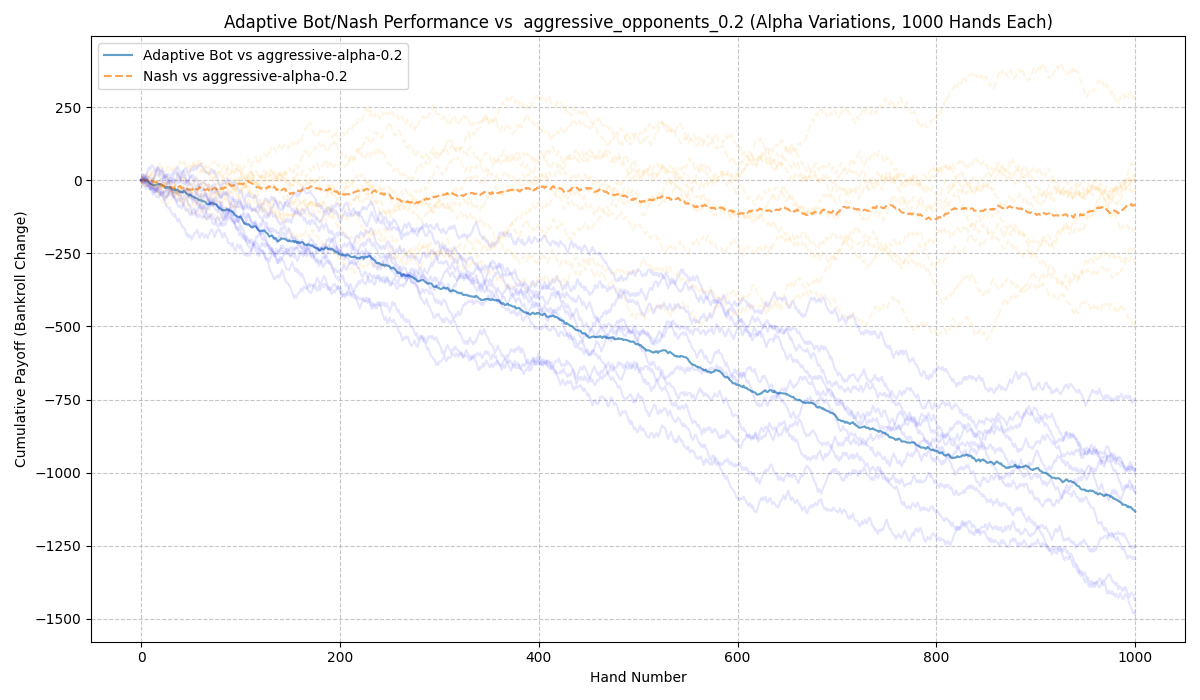 Adaptive Bot/Nash Performance vs  aggressive_opponents_0.2 (Alpha Variations, 1000 Hands Each)
Adaptive Bot vs aggressive-alpha-0.2
Nash vs aggressive-alpha-0.2
250
0
−250
−500
−750
−1000
−1250
−1500
Cumulative Payoff (Bankroll Change)
0 200 400 600 800 1000
Hand Number